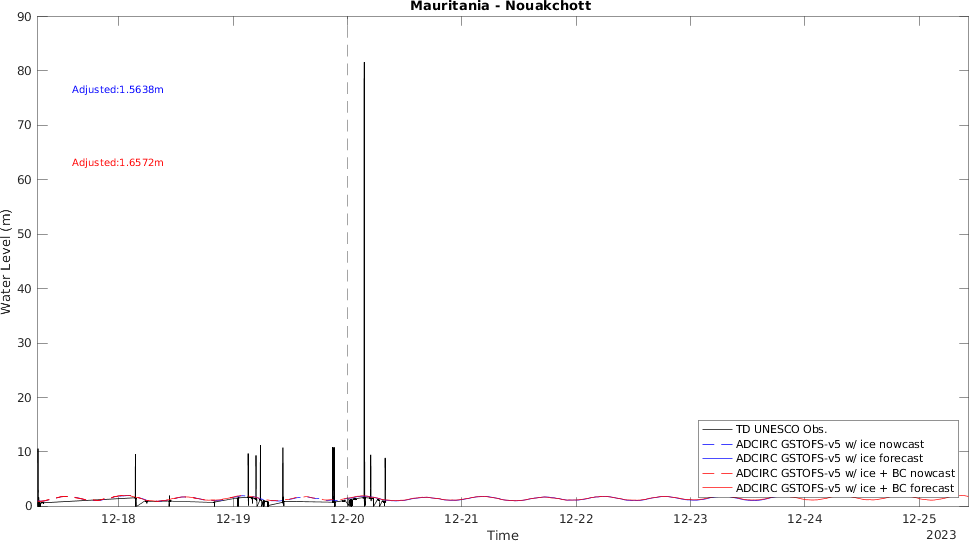 Mauritania - Nouakchott
90
80
70
60
50
40
30
20
10
0
Water Level (m)
Adjusted:1.5638m
Adjusted:1.6572m
TD UNESCO Obs.
ADCIRC GSTOFS-v5 w/ ice nowcast
ADCIRC GSTOFS-v5 w/ ice forecast
ADCIRC GSTOFS-v5 w/ ice + BC nowcast
ADCIRC GSTOFS-v5 w/ ice + BC forecast
12-18 12-19 12-20 12-21 12-22 12-23 12-24 12-25
Time
2023